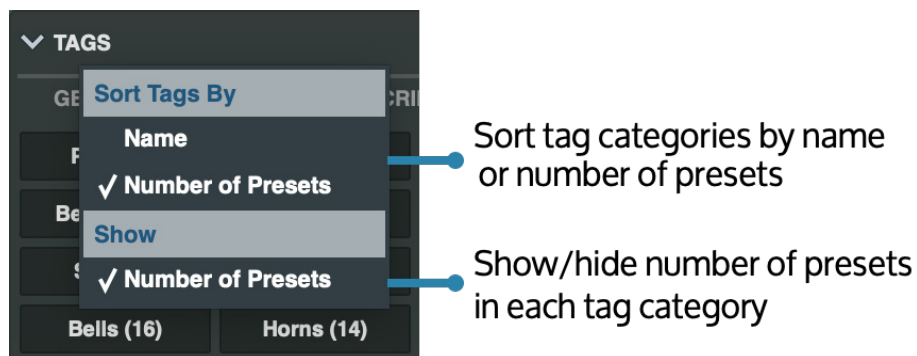 TAGS
Sort Tags By
Name
✓ Number of Presets
Show
✓ Number of Presets
Bells (16) Horns (14)
Sort tag categories by name
or number of presets
Show/hide number of presets
in each tag category